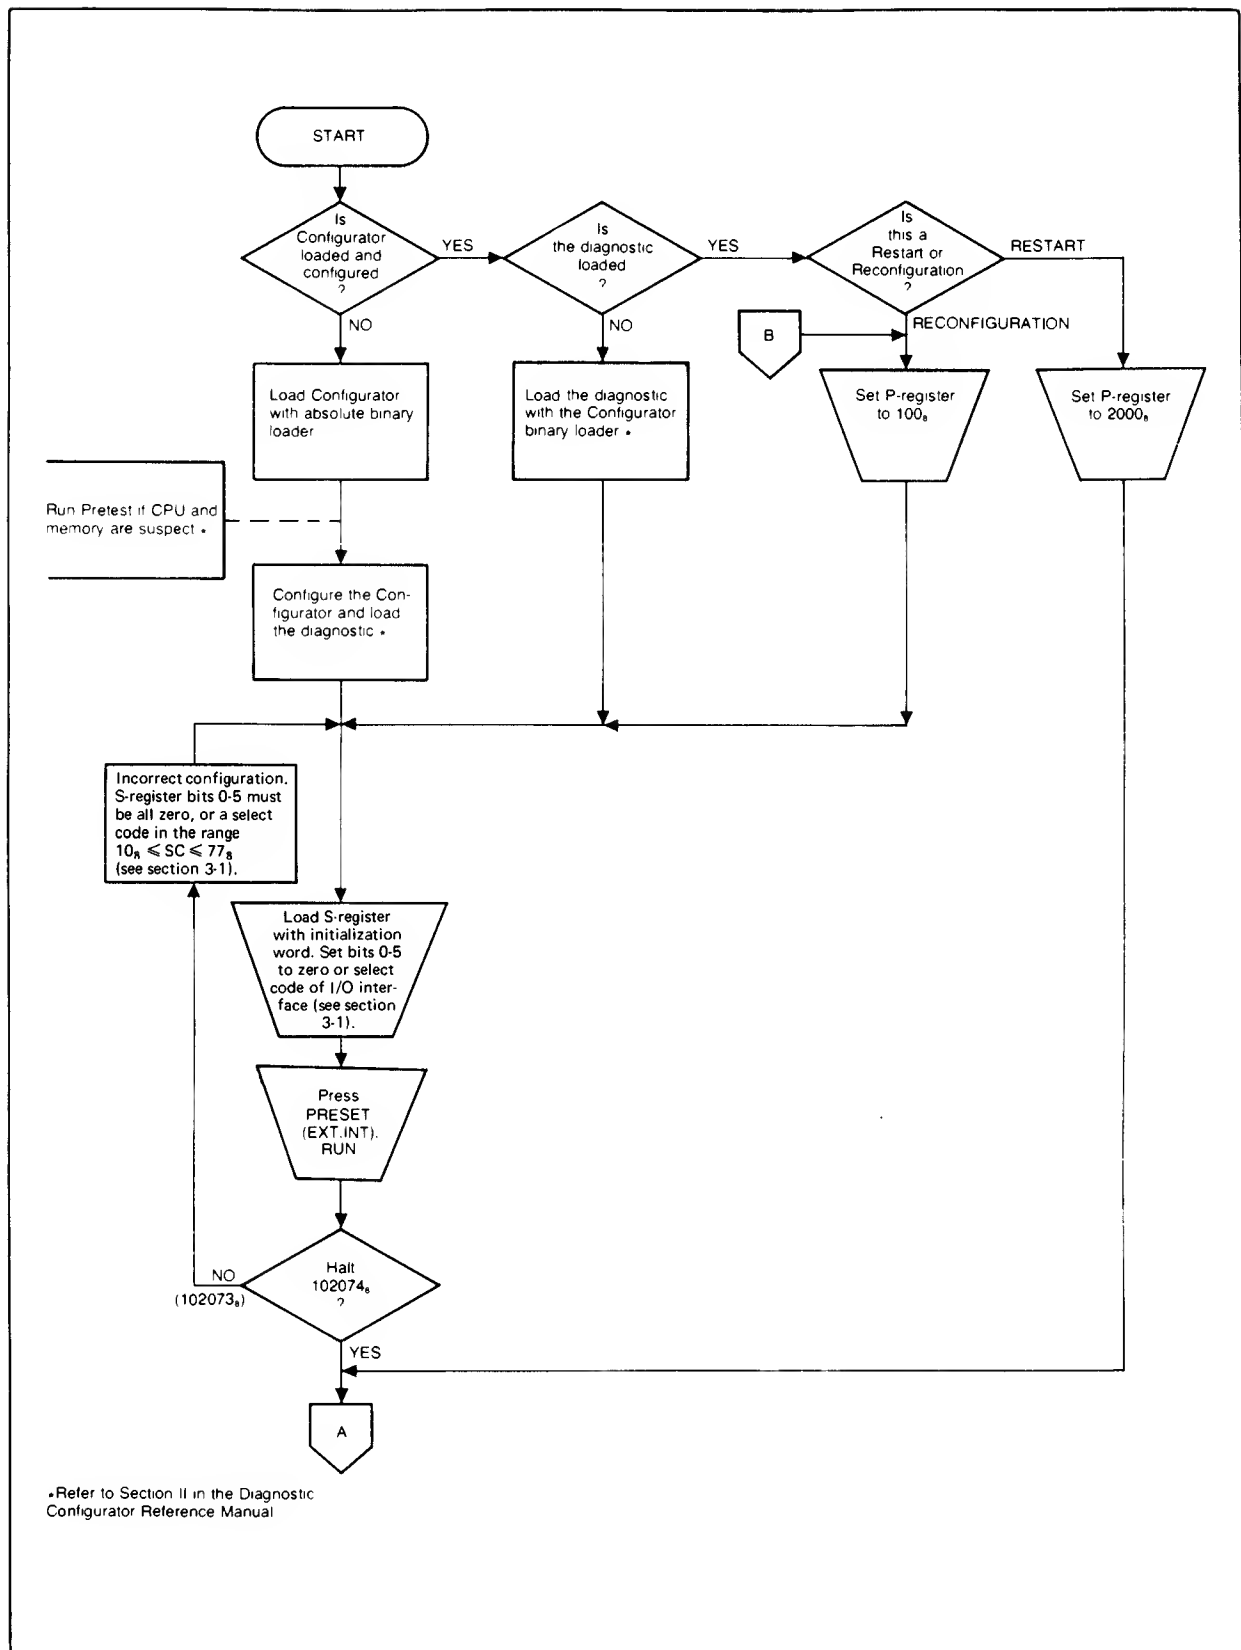 START
Is
Configurator
loaded and
configured
?
YES
NO
Is
the diagnostic
loaded
?
YES
NO
Is
this a
Restart or
Reconfiguration
?
RESTART
RECONFIGURATION
B
Load Configurator
with absolute binary
loader
Load the diagnostic
with the Configurator
binary loader *
Set P-register
to 100₈
Set P-register
to 2000₈
Run Pretest if CPU and
memory are suspect *
Configure the Con-
figurator and load
the diagnostic *
Incorrect configuration.
S-register bits 0-5 must
be all zero, or a select
code in the range
10₈ ⩽ SC ⩽ 77₈
(see section 3-1).
Load S-register
with initialization
word. Set bits 0-5
to zero or select
code of I/O inter-
face (see section
3-1).
Press
PRESET
(EXT.INT).
RUN
Halt
102074₈
?
NO
(102073₈)
YES
A
*Refer to Section II in the Diagnostic
Configurator Reference Manual